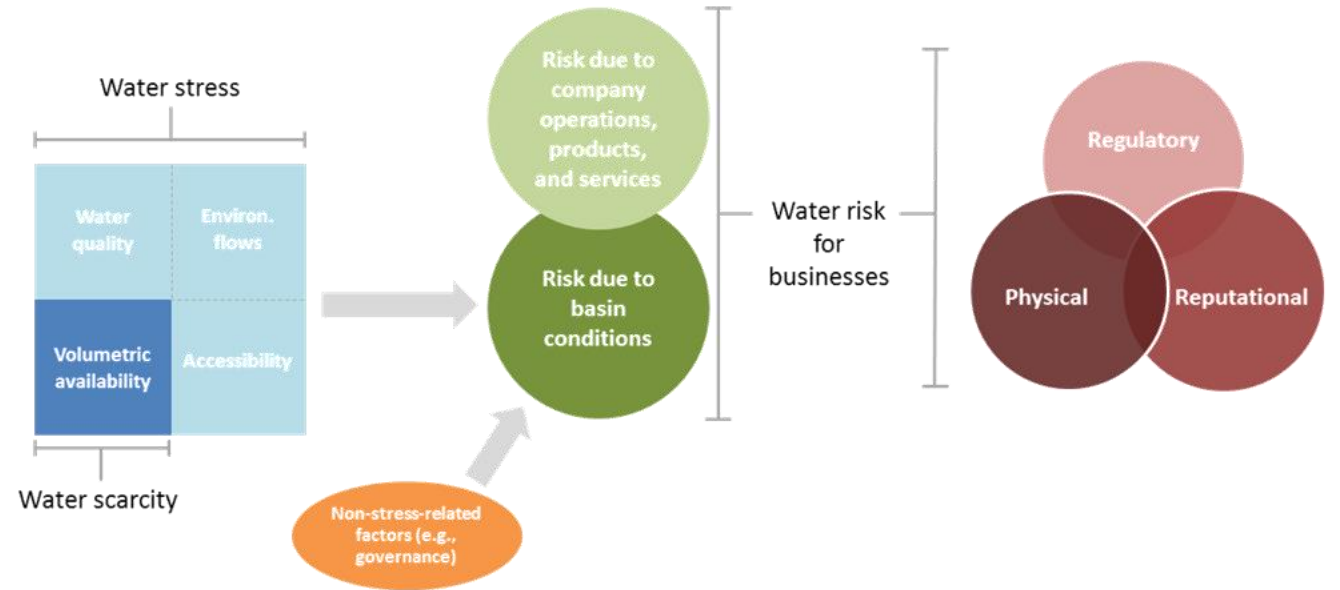 Water stress
Water
quality
Environ.
flows
Volumetric
availability
Accessibility
Water scarcity
Non-stress-related
factors (e.g.,
governance)
Risk due to
company
operations,
products,
and services
Risk due to
basin
conditions
Water risk
for
businesses
Regulatory
Physical
Reputational